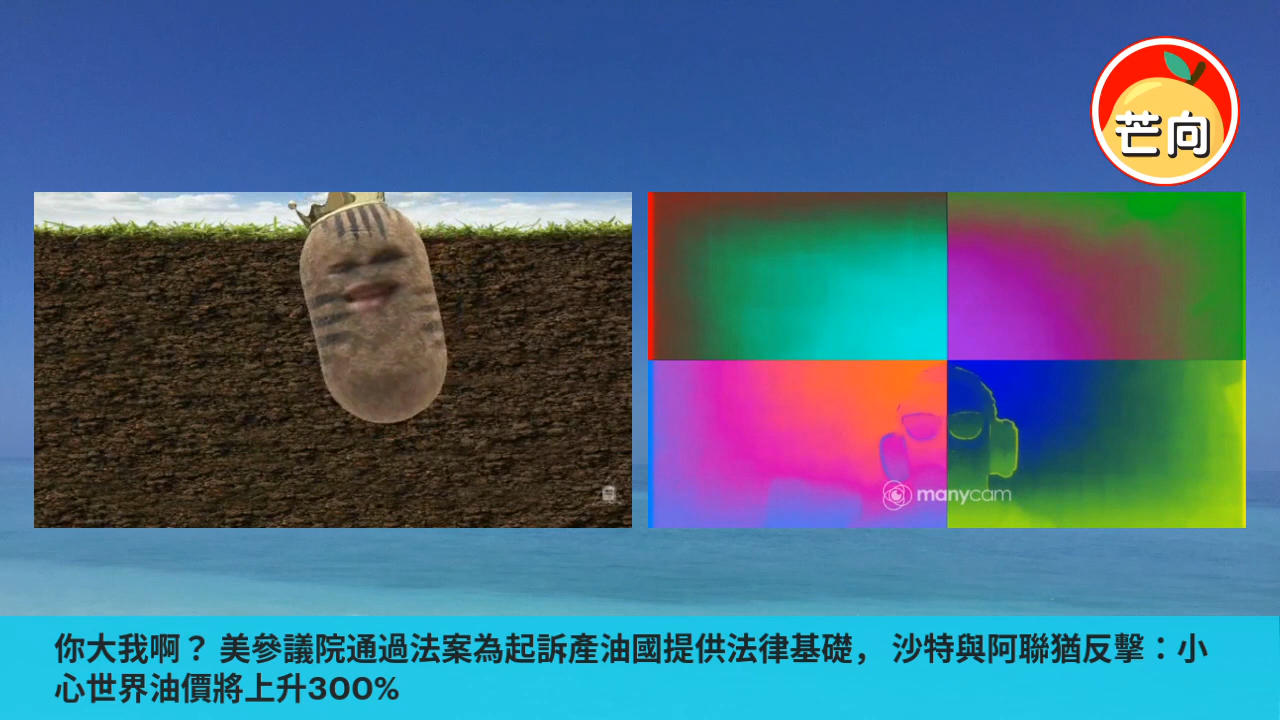 芒向
manycam
你大我啊？ 美參議院通過法案為起訴產油國提供法律基礎， 沙特與阿聯猶反擊：小
心世界油價將上升300%